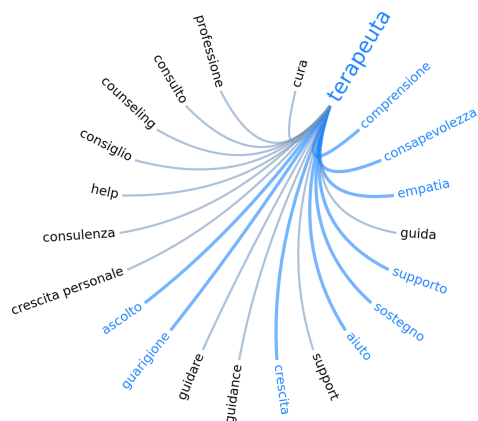 terapeuta
comprensione
consapevolezza
empatia
guida
supporto
sostegno
aiuto
support
crescita
guidance
guidare
guarigione
ascolto
crescita personale
consulenza
help
consiglio
counseling
consulto
professione
cura